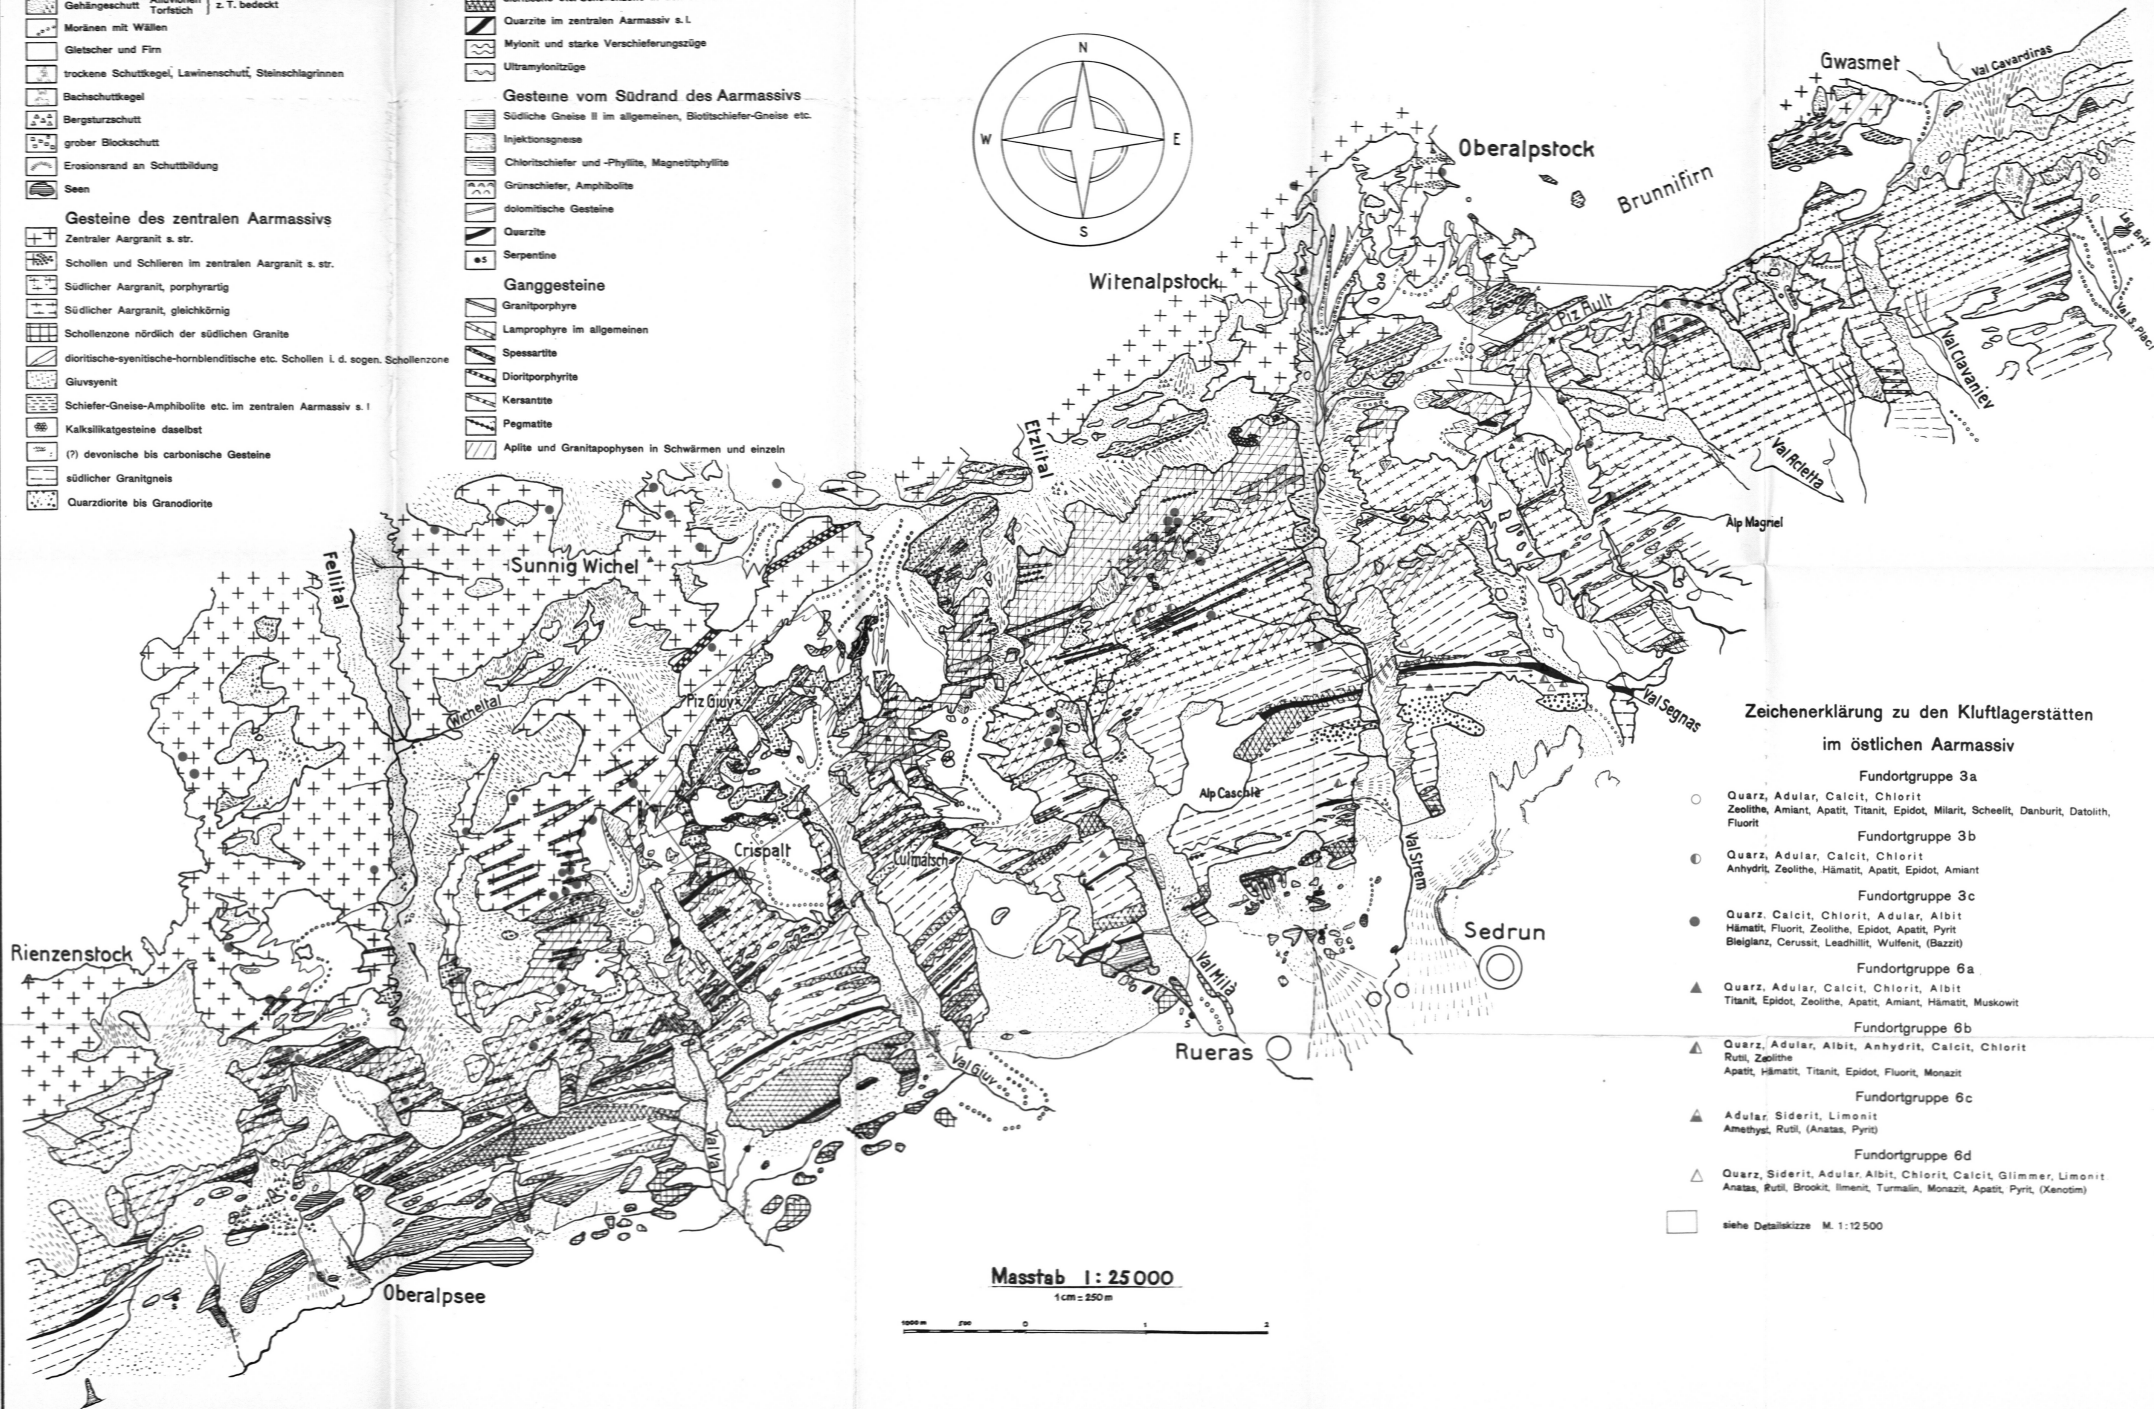 Gehängeschutt Alluvionen
Torfstich } z. T. bedeckt
Moränen mit Wällen
Gletscher und Firn
trockene Schuttkegel, Lawinenschutt, Steinschlagrinnen
Bachschuttkegel
Bergsturzschutt
grober Blockschutt
Erosionsrand an Schuttbildung
Seen
Gesteine des zentralen Aarmassivs
Zentraler Aargranit s. str.
Schollen und Schlieren im zentralen Aargranit s. str.
Südlicher Aargranit, porphyrartig
Südlicher Aargranit, gleichkörnig
Schollenzone nördlich der südlichen Granite
dioritische-syenitische-hornblenditische etc. Schollen i. d. sogen. Schollenzone
Giuvsyenit
Schiefer-Gneise-Amphibolite etc. im zentralen Aarmassiv s. l
Kalksilikatgesteine daselbst
(?) devonische bis carbonische Gesteine
südlicher Granitgneis
Quarzdiorite bis Granodiorite
Quarzite im zentralen Aarmassiv s. l.
Mylonit und starke Verschieferungszüge
Ultramylonitzüge
Gesteine vom Südrand des Aarmassivs
Südliche Gneise II im allgemeinen, Biotitschiefer-Gneise etc.
Injektionsgneise
Chloritschiefer und -Phyllite, Magnetitphyllite
Grünschiefer, Amphibolite
dolomitische Gesteine
Quarzite
S
Serpentine
Ganggesteine
Granitporphyre
Lamprophyre im allgemeinen
Spessartite
Dioritporphyrite
Kersantite
Pegmatite
Aplite und Granitapophysen in Schwärmen und einzeln
N
W
E
S
Gwasmet
Val Cavardiras
Oberalpstock
Brunnifirn
Witenalpstock
Piz Ault
Val S. Plac
Val Clavaniev
Val Acletta
Alp Magriel
Etzlital
Fellital
Sunnig Wichel
Wicheltal
Piz Giuv
Val Segnas
Alp Caschlè
Crispalt
Culmatsch
Val Strem
Sedrun
Rienzenstock
Val Milà
S
Rueras
Val Giuv
Val Val
S
Oberalpsee
Masstab 1:25000
1 cm = 250 m
1000 m 500 0 1 2
Zeichenerklärung zu den Kluftlagerstätten
im östlichen Aarmassiv
Fundortgruppe 3a
Quarz, Adular, Calcit, Chlorit
Zeolithe, Amiant, Apatit, Titanit, Epidot, Milarit, Scheelit, Danburit, Datolith,
Fluorit
Fundortgruppe 3b
Quarz, Adular, Calcit, Chlorit
Anhydrit, Zeolithe, Hämatit, Apatit, Epidot, Amiant
Fundortgruppe 3c
Quarz, Calcit, Chlorit, Adular, Albit
Hämatit, Fluorit, Zeolithe, Epidot, Apatit, Pyrit
Bleiglanz, Cerussit, Leadhillit, Wulfenit, (Bazzit)
Fundortgruppe 6a
Quarz, Adular, Calcit, Chlorit, Albit
Titanit, Epidot, Zeolithe, Apatit, Amiant, Hämatit, Muskowit
Fundortgruppe 6b
Quarz, Adular, Albit, Anhydrit, Calcit, Chlorit
Rutil, Zeolithe
Apatit, Hämatit, Titanit, Epidot, Fluorit, Monazit
Fundortgruppe 6c
Adular, Siderit, Limonit
Amethyst, Rutil, (Anatas, Pyrit)
Fundortgruppe 6d
Quarz, Siderit, Adular, Albit, Chlorit, Calcit, Glimmer, Limonit
Anatas, Rutil, Brookit, Ilmenit, Turmalin, Monazit, Apatit, Pyrit, (Xenotim)
siehe Detailskizze M. 1:12 500